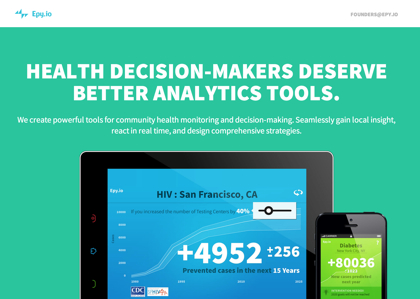 Epy.io
FOUNDERS@EPY.IO
HEALTH DECISION-MAKERS DESERVE
BETTER ANALYTICS TOOLS.
We create powerful tools for community health monitoring and decision-making. Seamlessly gain local insight,
react in real time, and design comprehensive strategies.
Epy.io
HIV : San Francisco, CA
If you increased the number of Testing Centers by 40%
+4952 ±256
Prevented cases in the next 15 Years
CDC
Diabetes
+80036